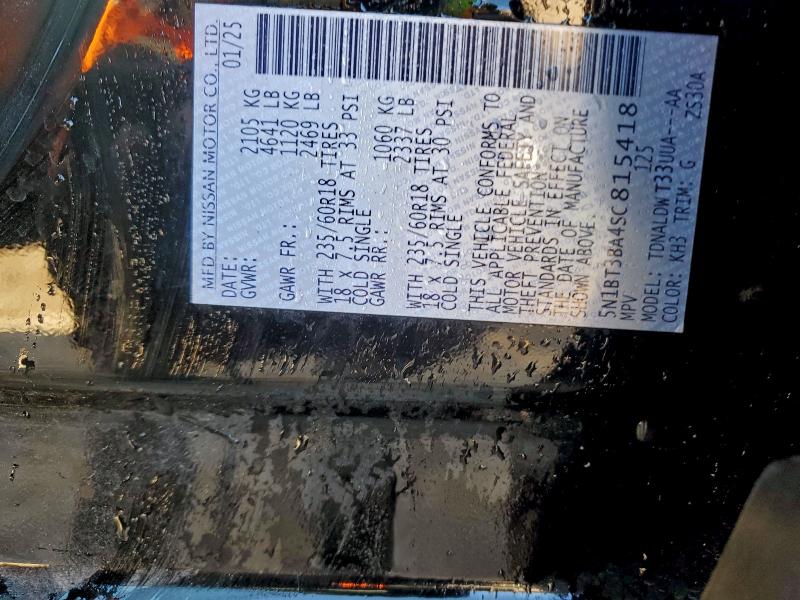 MFD BY NISSAN MOTOR CO., LTD.
DATE: 01/25
GVWR: 2105 KG
4641 LB
GAWR FR.: 1120 KG
2469 LB
WITH 235/60R18 TIRES
18 X 7.5 RIMS AT 33 PSI
COLD SINGLE
GAWR RR.: 1060 KG
2337 LB
WITH 235/60R18 TIRES
18 X 7.5 RIMS AT 30 PSI
COLD SINGLE
THIS VEHICLE CONFORMS TO
ALL APPLICABLE FEDERAL
MOTOR VEHICLE SAFETY AND
THEFT PREVENTION
STANDARDS IN EFFECT ON
THE DATE OF MANUFACTURE
SHOWN ABOVE.
5N1BT3BA4SC815418
MPV 125
MODEL: TDNALDWT33UUA---AA
COLOR: KH3 TRIM: G ZS30A